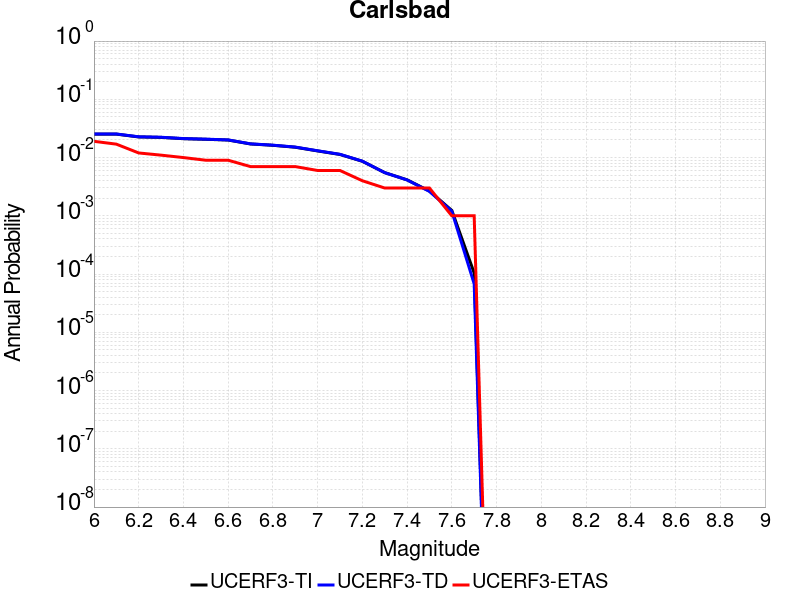 Carlsbad
Annual Probability
10^0
10^-1
10^-2
10^-3
10^-4
10^-5
10^-6
10^-7
10^-8
6 6.2 6.4 6.6 6.8 7 7.2 7.4 7.6 7.8 8 8.2 8.4 8.6 8.8 9
Magnitude
UCERF3-TI UCERF3-TD UCERF3-ETAS